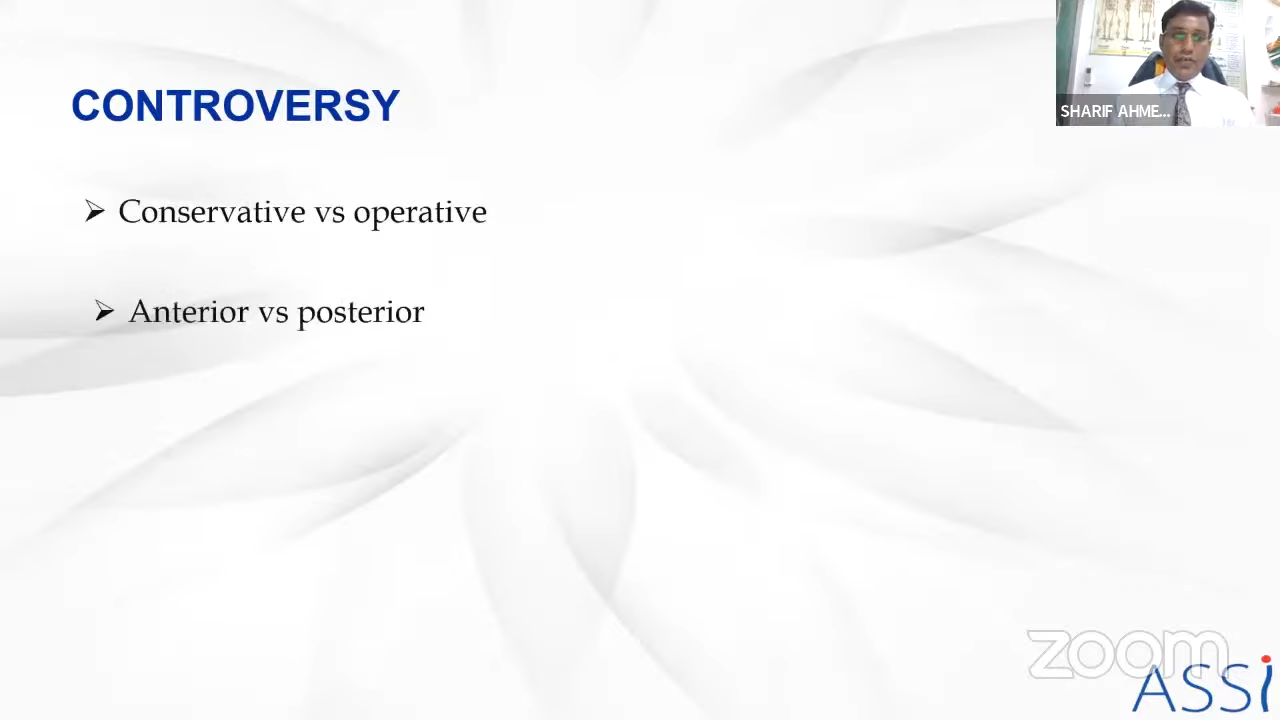 CONTROVERSY
SHARIF AHME...
➢ Conservative vs operative
➢ Anterior vs posterior
zoom
ASSi